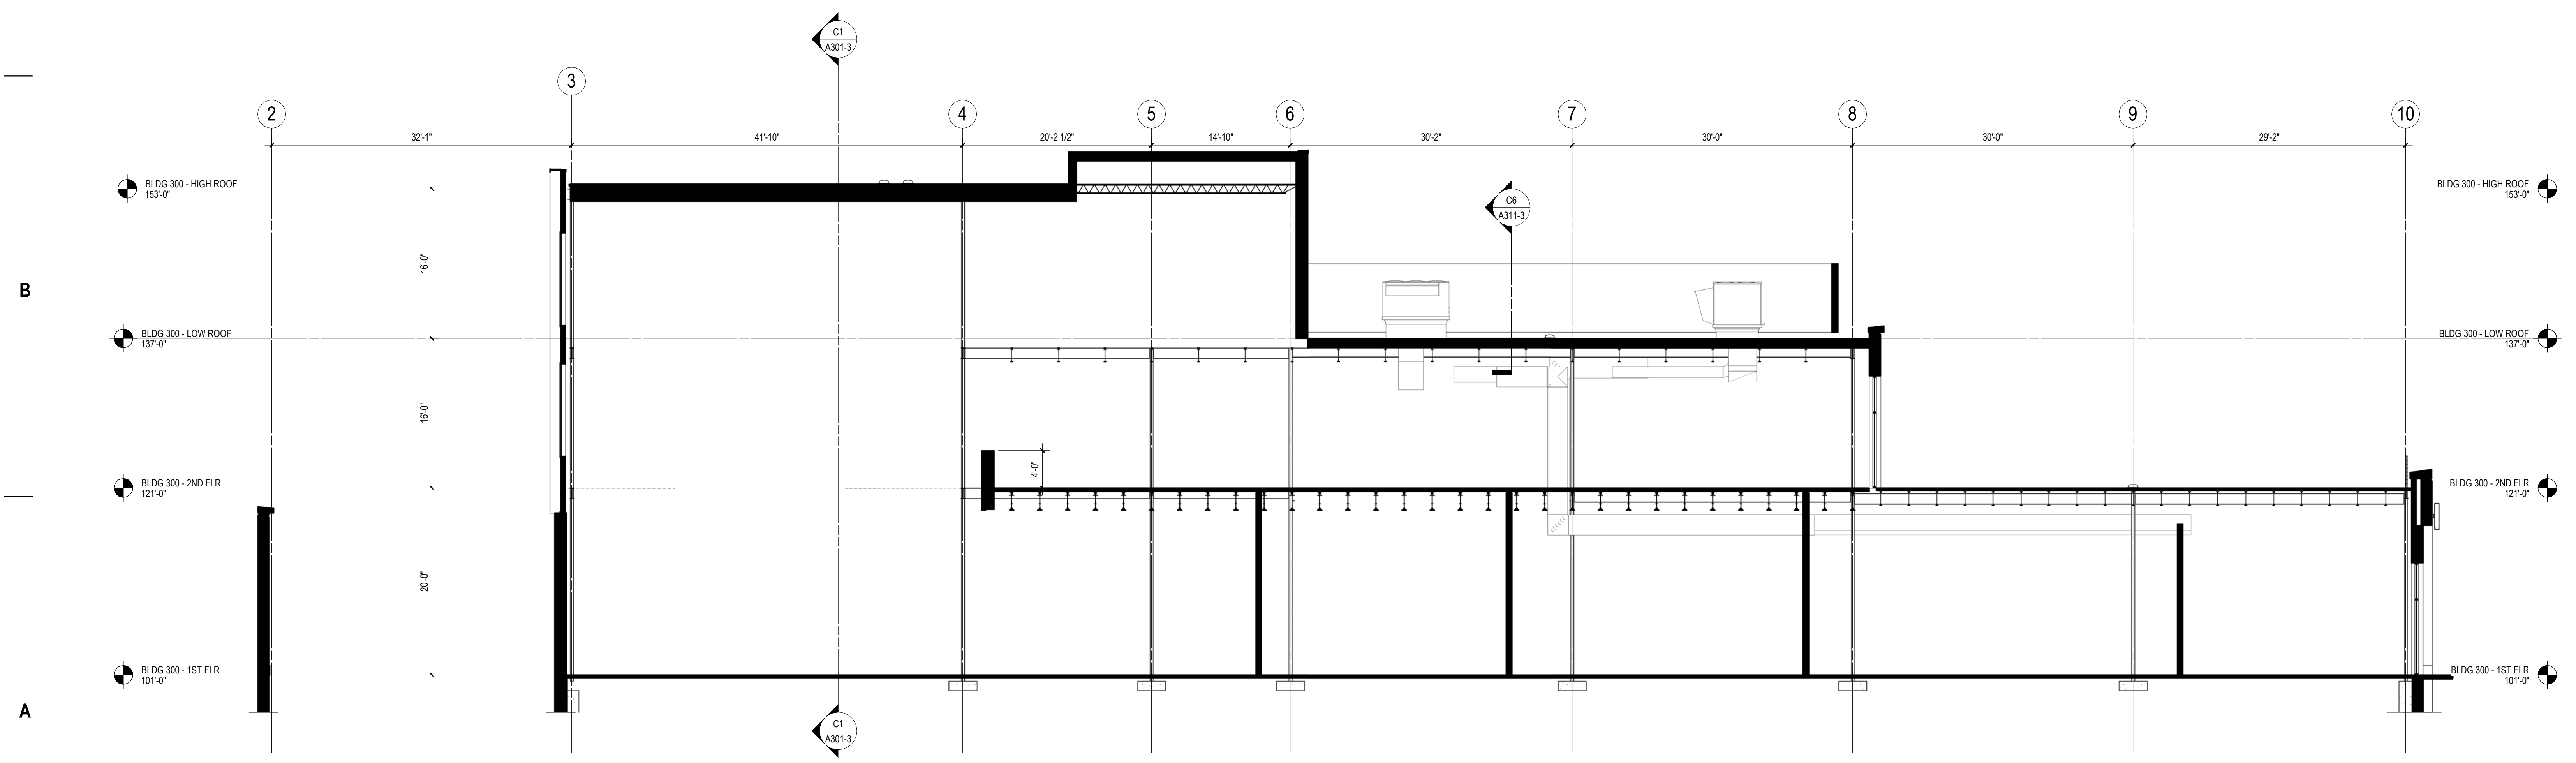 C1
A301-3
3
2
4
5
6
7
8
9
10
32'-1"
41'-10"
20'-2 1/2"
14'-10"
30'-2"
30'-0"
30'-0"
29'-2"
BLDG 300 - HIGH ROOF
153'-0"
BLDG 300 - HIGH ROOF
153'-0"
C6
A311-3
16'-0"
B
BLDG 300 - LOW ROOF
137'-0"
BLDG 300 - LOW ROOF
137'-0"
16'-0"
4'-0"
BLDG 300 - 2ND FLR
121'-0"
BLDG 300 - 2ND FLR
121'-0"
20'-0"
BLDG 300 - 1ST FLR
101'-0"
BLDG 300 - 1ST FLR
101'-0"
A
C1
A301-3